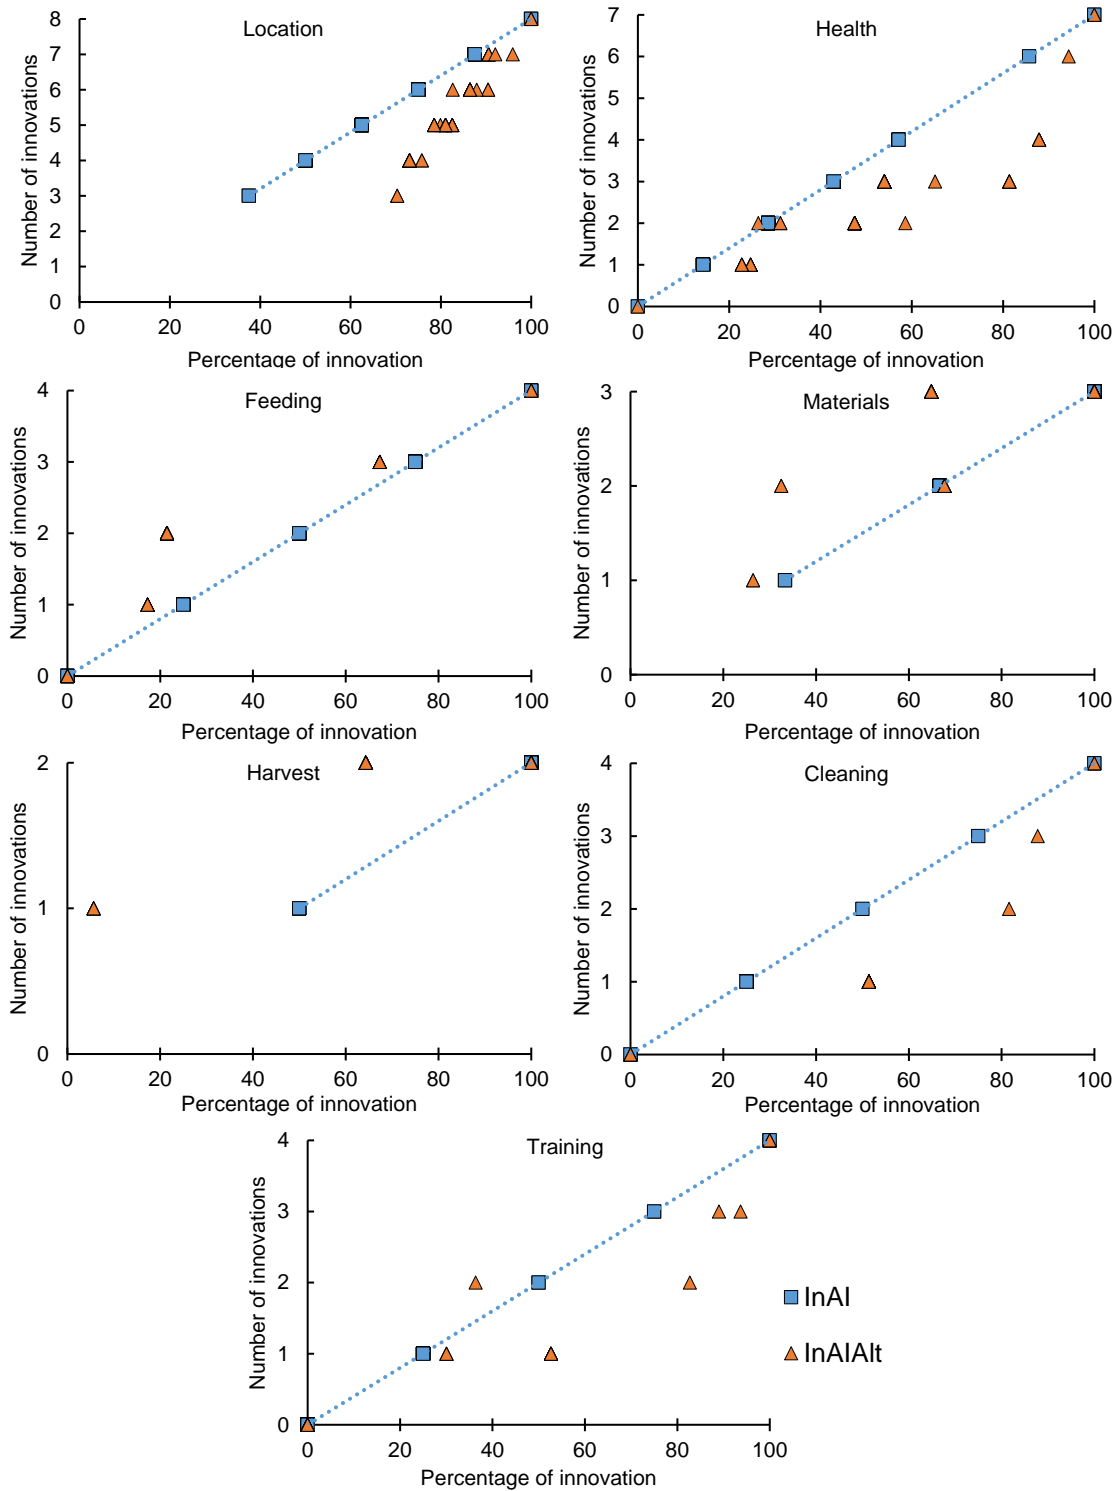 Location
Number of innovations
8
7
6
5
4
3
2
1
0
0 20 40 60 80 100
Percentage of innovation
Health
Number of innovations
7
6
5
4
3
2
1
0
0 20 40 60 80 100
Percentage of innovation
Feeding
Number of innovations
4
3
2
1
0
0 20 40 60 80 100
Percentage of innovation
Materials
Number of innovations
3
2
1
0
0 20 40 60 80 100
Percentage of innovation
Harvest
Number of innovations
2
1
0
0 20 40 60 80 100
Percentage of innovation
Cleaning
Number of innovations
4
3
2
1
0
0 20 40 60 80 100
Percentage of innovation
Training
Number of innovations
4
3
2
1
0
0 20 40 60 80 100
Percentage of innovation
InAI
InAIAlt